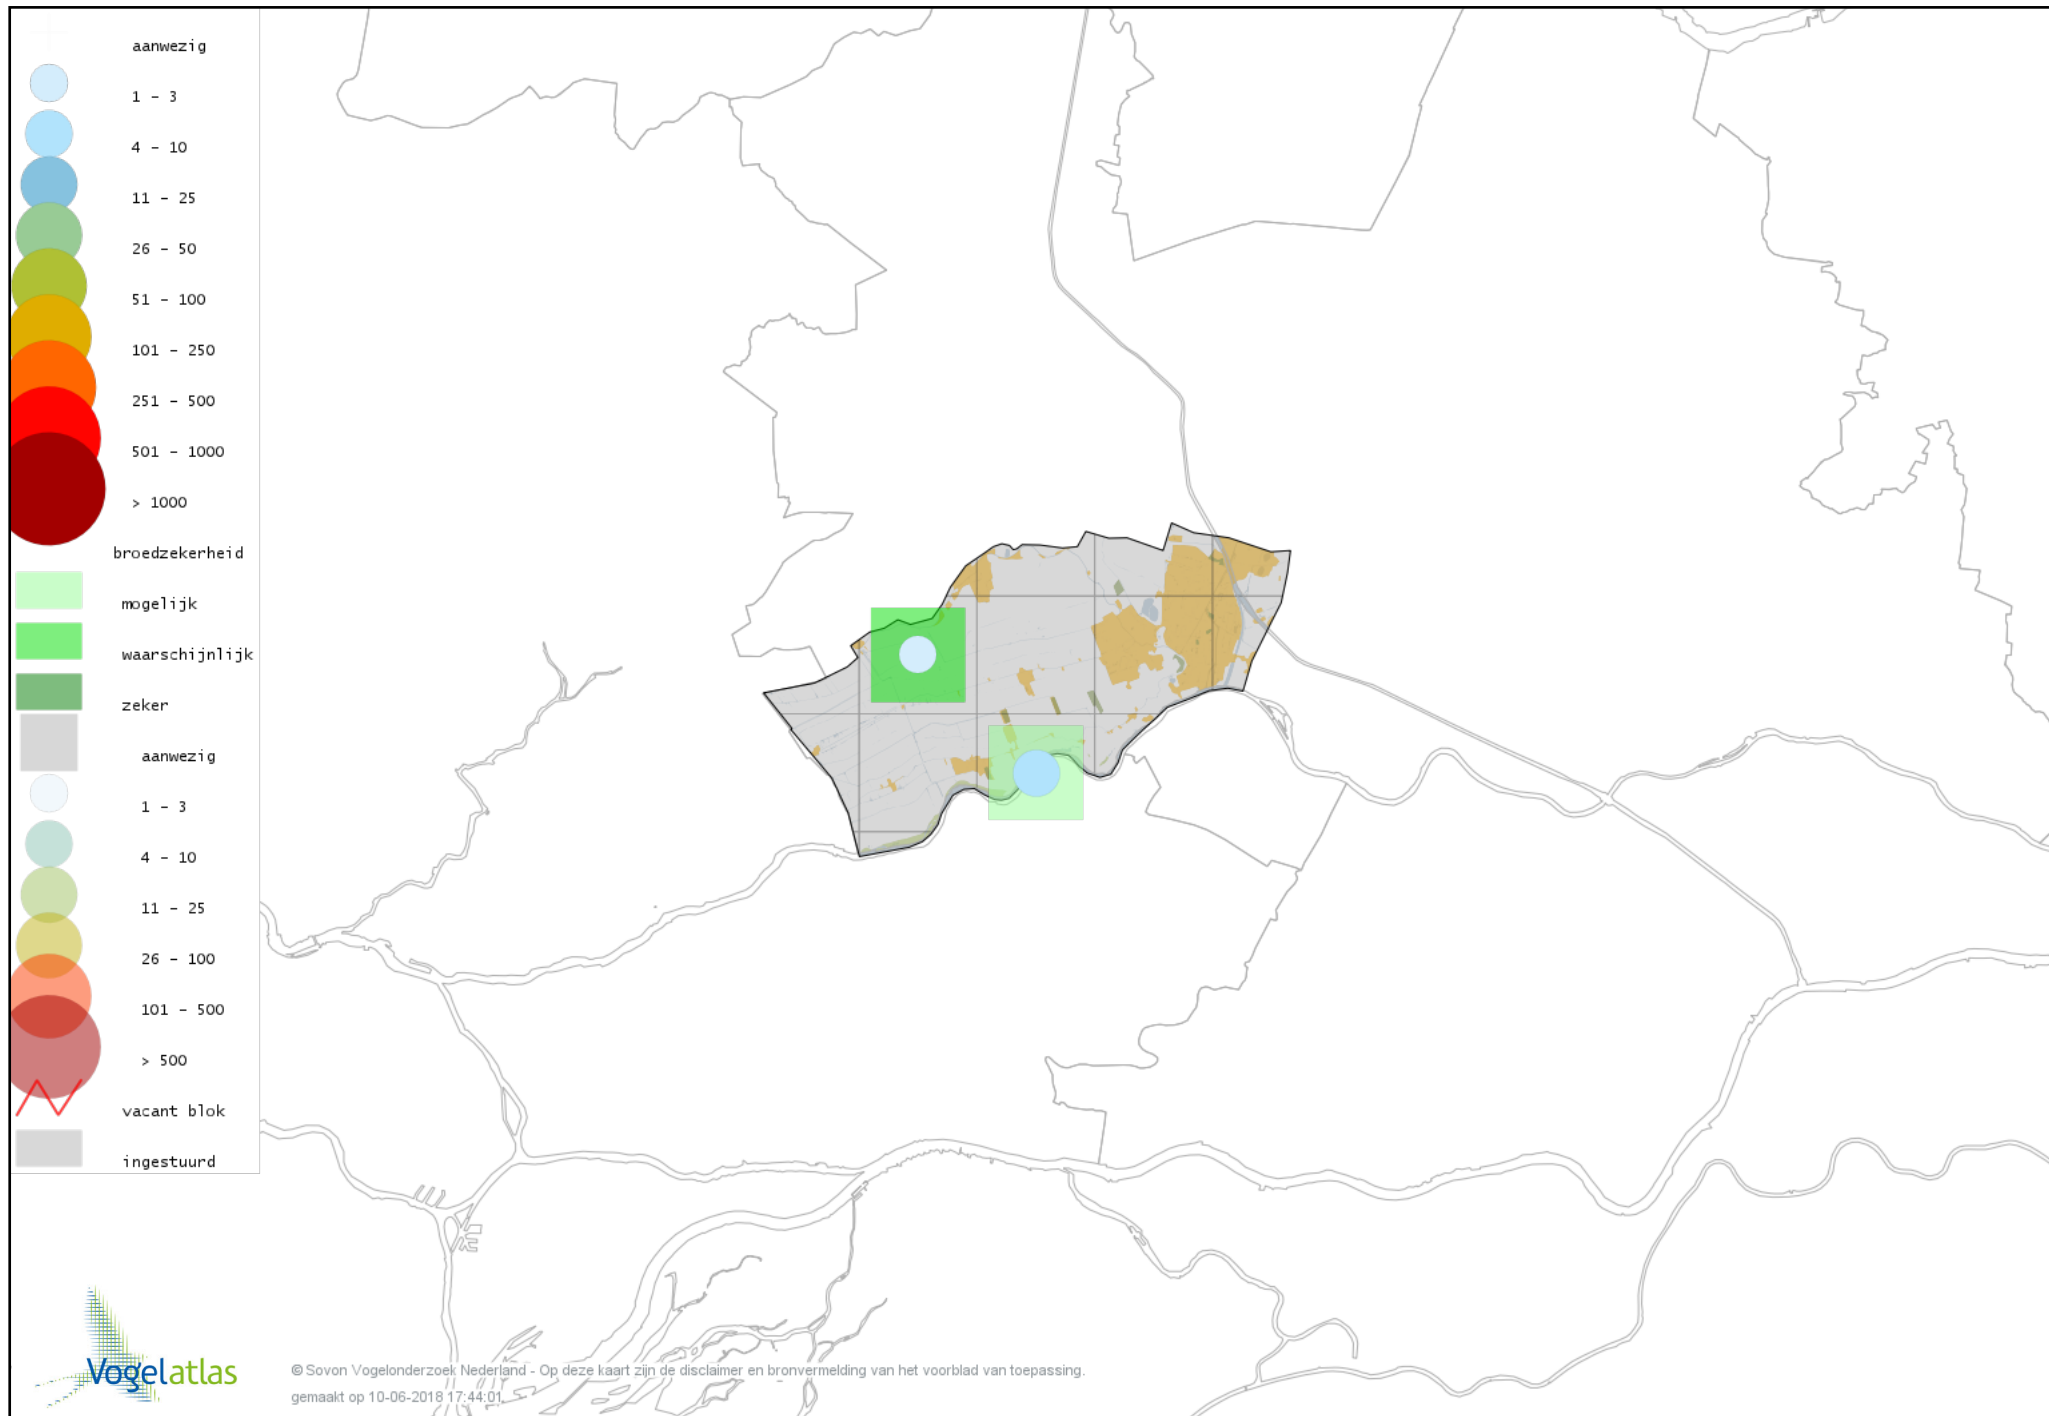 aanwezig
1 - 3
4 - 10
11 - 25
26 - 50
51 - 100
101 - 250
251 - 500
501 - 1000
> 1000
broedzekerheid
mogelijk
waarschijnlijk
zeker
aanwezig
1 - 3
4 - 10
11 - 25
26 - 100
101 - 500
> 500
vacant blok
ingestuurd
Vogelatlas
© Sovon Vogelonderzoek Nederland - Op deze kaart zijn de disclaimer en bronvermelding van het voorblad van toepassing.
gemaakt op 10-06-2018 17:44:01